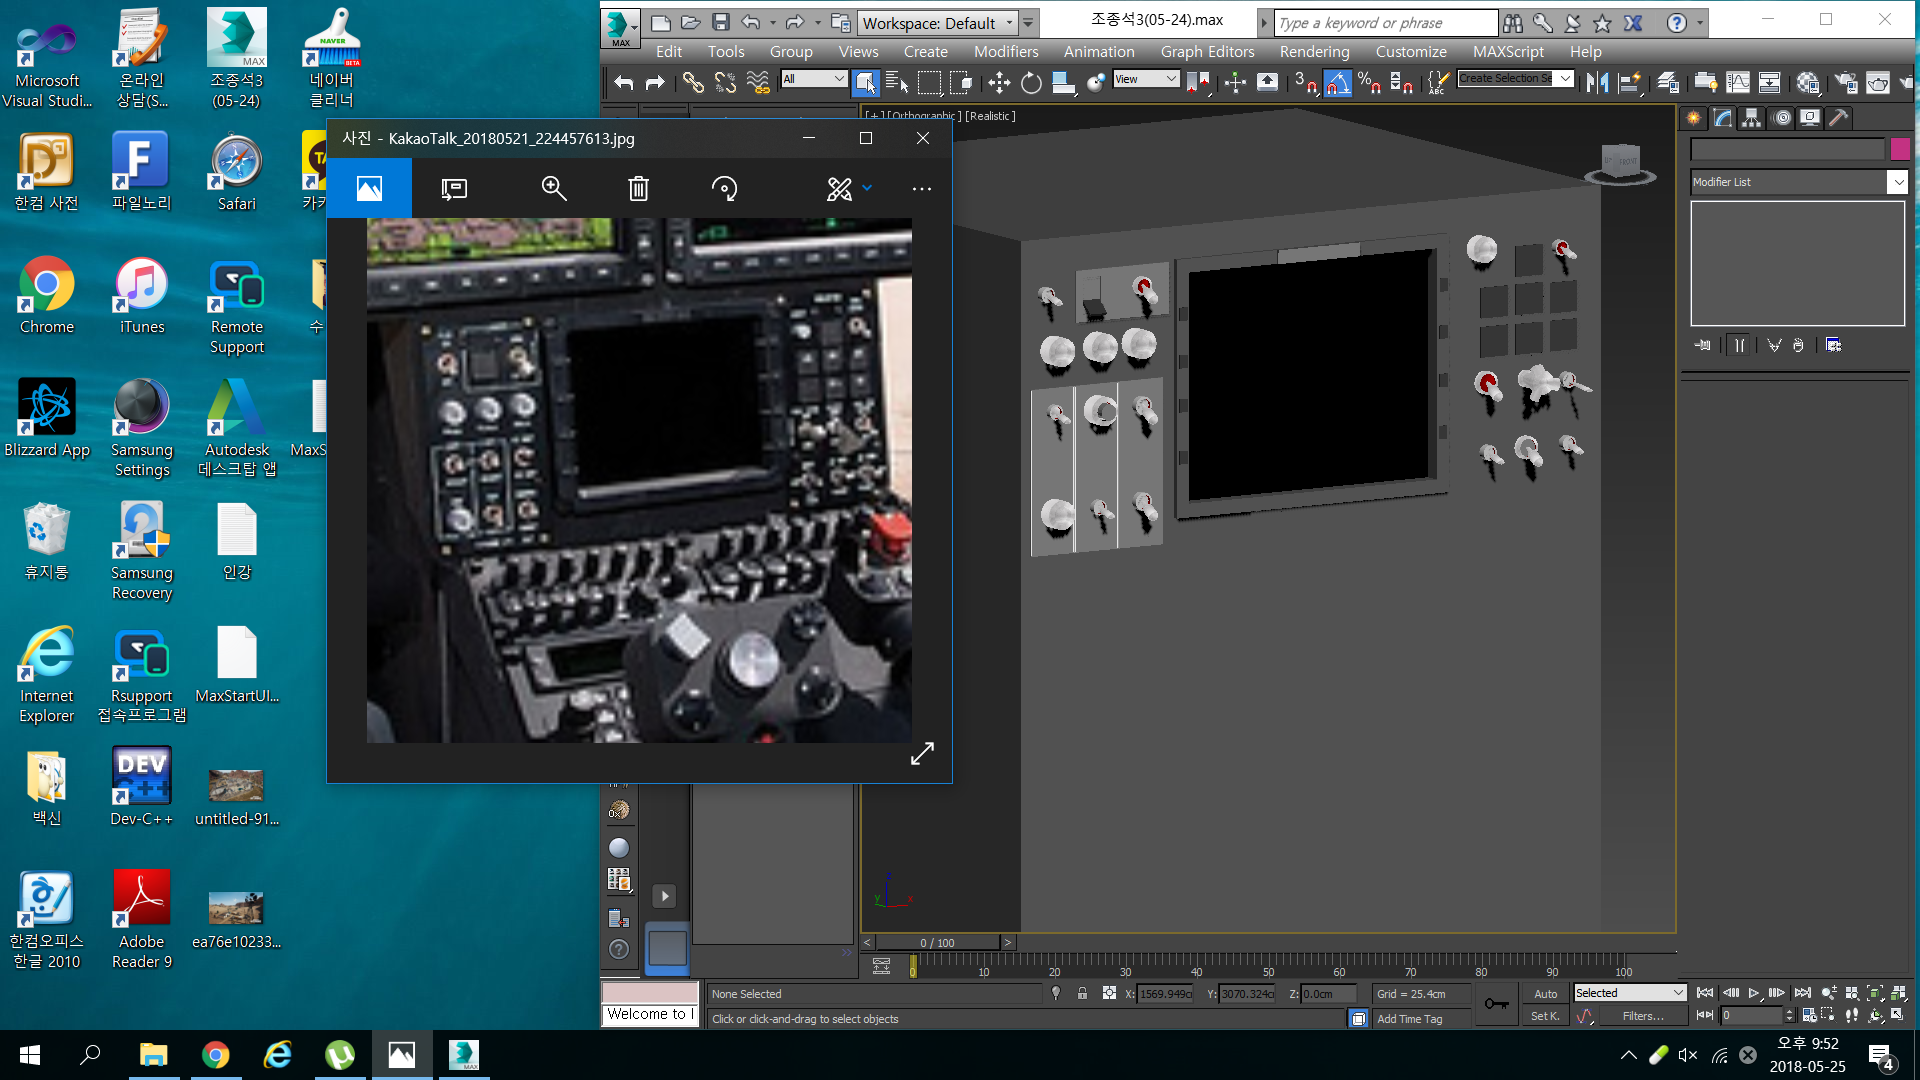 Microsoft
Visual Studi...
온라인
상담(S...
조종석3
(05-24)
네이버
클리너
한컴 사전
파일노리
Safari
카카
Chrome
iTunes
Remote
Support
수
Blizzard App
Samsung
Settings
Autodesk
데스크탑 앱
MaxS
휴지통
Samsung
Recovery
인강
Internet
Explorer
Rsupport
접속프로그램
MaxStartUI...
백신
DEV
C++
Dev-C++
untitled-91...
한컴오피스
한글 2010
Adobe
Reader 9
ea76e10233...
NAVER
BETA
사진 - KakaoTalk_20180521_224457613.jpg
MAX
Workspace: Default
조종석3(05-24).max
Type a keyword or phrase
Edit
Tools
Group
Views
Create
Modifiers
Animation
Graph Editors
Rendering
Customize
MAXScript
Help
All
View
Create Selection Se
[+] [Orthographic] [Realistic]
FRONT
Modifier List
0 / 100
0 10 20 30 40 50 60 70 80 90 100
None Selected
X: 1569.949c
Y: 3070.324c
Z: 0.0cm
Grid = 25.4cm
Auto
Selected
Welcome to I
Click or click-and-drag to select objects
Add Time Tag
Set K.
Filters...
0
오후 9:52
2018-05-25
4